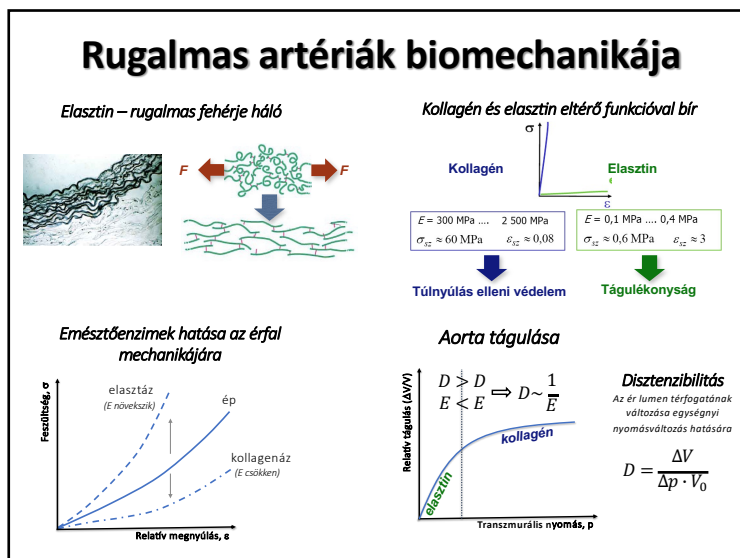 Rugalmas artériák biomechanikája
Elasztin – rugalmas fehérje háló
F
F
Kollagén és elasztin eltérő funkcióval bír
σ
Kollagén
Elasztin
ε
E = 300 MPa .... 2 500 MPa
σsz ≈ 60 MPa εsz ≈ 0,08
E = 0,1 MPa .... 0,4 MPa
σsz ≈ 0,6 MPa εsz ≈ 3
Túlnyúlás elleni védelem
Tágulékonyság
Emésztőenzimek hatása az érfal
mechanikájára
Feszültség, σ
elasztáz
(E növekszik)
ép
kollagenáz
(E csökken)
Relatív megnyúlás, ε
Aorta tágulása
Relatív tágulás (ΔV/V)
D > D
E < E ⇒ D~ 1/E
kollagén
elasztin
Transzmurális nyomás, p
Disztenzibilitás
Az ér lumen térfogatának
változása egységnyi
nyomásváltozás hatására
D = ΔV / Δp · V₀